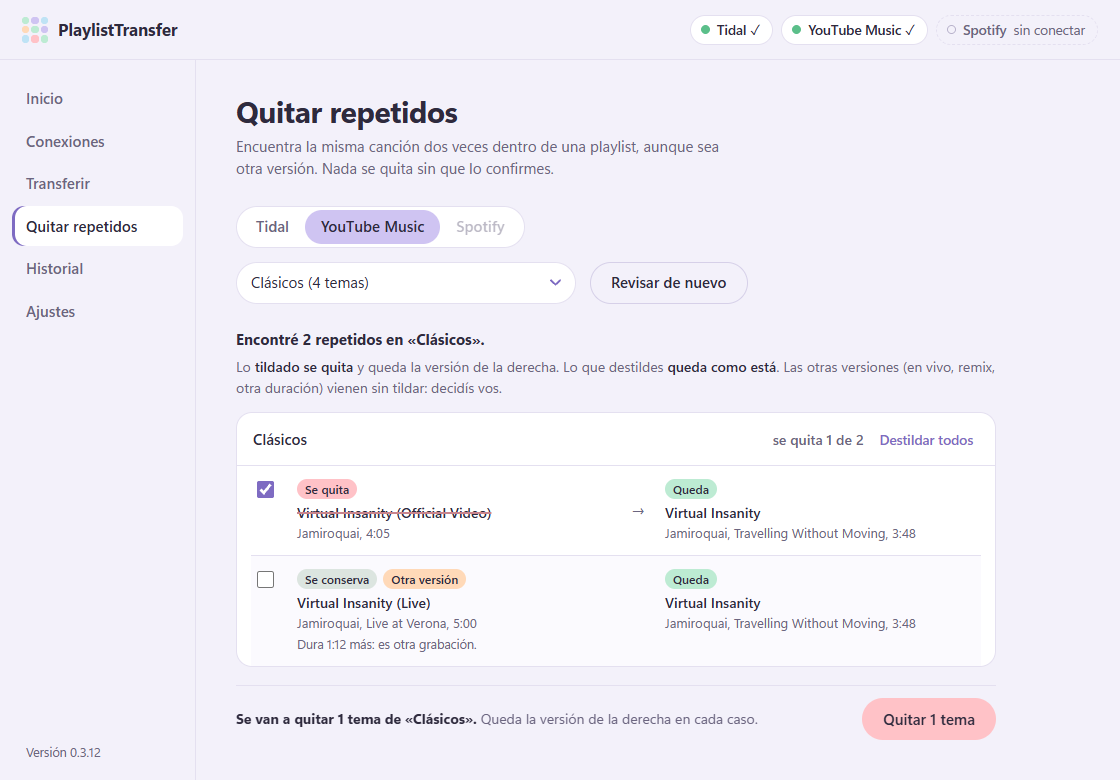 PlaylistTransfer
Tidal ✓
YouTube Music ✓
Spotify sin conectar
Inicio
Conexiones
Transferir
Quitar repetidos
Historial
Ajustes
Versión 0.3.12
Quitar repetidos
Encuentra la misma canción dos veces dentro de una playlist, aunque sea
otra versión. Nada se quita sin que lo confirmes.
Tidal
YouTube Music
Spotify
Clásicos (4 temas)
Revisar de nuevo
Encontré 2 repetidos en «Clásicos».
Lo tildado se quita y queda la versión de la derecha. Lo que destildes queda como está. Las otras versiones (en vivo, remix,
otra duración) vienen sin tildar: decidís vos.
Clásicos
se quita 1 de 2
Destildar todos
Se quita
Virtual Insanity (Official Video)
Jamiroquai, 4:05
→
Queda
Virtual Insanity
Jamiroquai, Travelling Without Moving, 3:48
Se conserva
Otra versión
Virtual Insanity (Live)
Jamiroquai, Live at Verona, 5:00
Dura 1:12 más: es otra grabación.
Queda
Virtual Insanity
Jamiroquai, Travelling Without Moving, 3:48
Se van a quitar 1 tema de «Clásicos». Queda la versión de la derecha en cada caso.
Quitar 1 tema